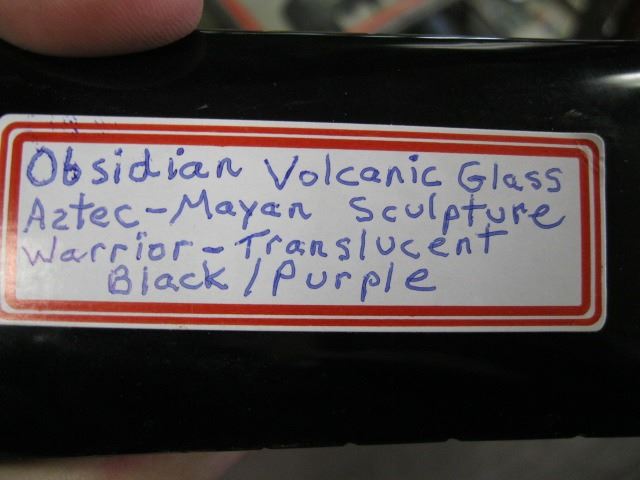 Obsidian Volcanic Glass
Aztec-Mayan Sculpture
Warrior-Translucent
Black/Purple